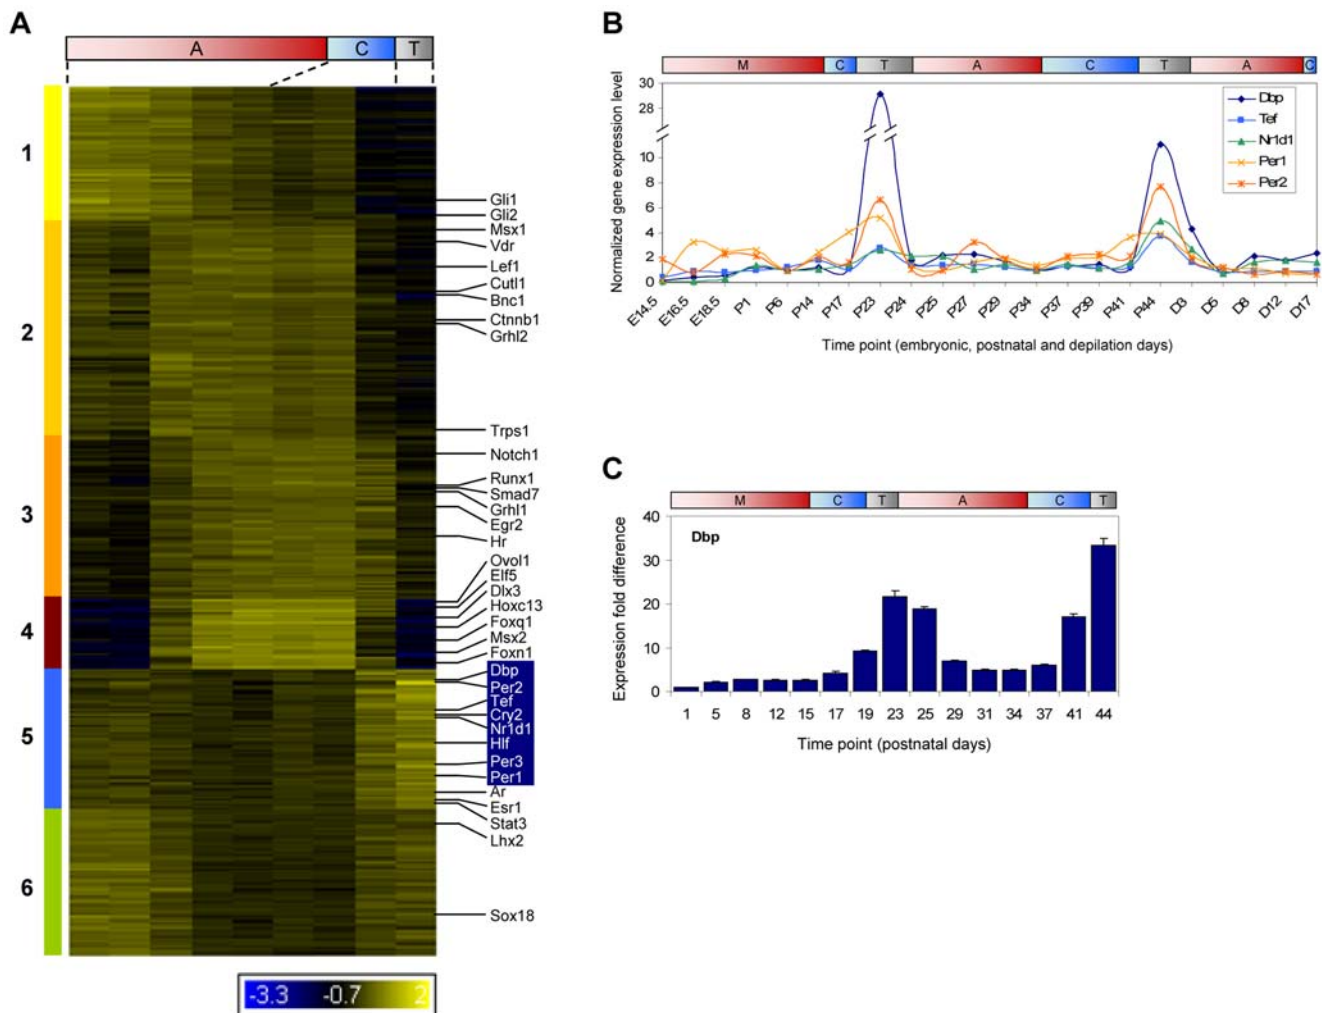 A
A C T
1
2
3
4
5
6
Gli1
Gli2
Msx1
Vdr
Lef1
Cutl1
Bnc1
Ctnnb1
Grhl2
Trps1
Notch1
Runx1
Smad7
Grhl1
Egr2
Hr
Ovol1
Elf5
Dlx3
Hoxc13
Foxq1
Msx2
Foxn1
Dbp
Per2
Tef
Cry2
Nr1d1
Hlf
Per3
Per1
Ar
Esr1
Stat3
Lhx2
Sox18
-3.3 -0.7 2
B
M C T A C T A C
Normalized gene expression level
30
28
10
8
6
4
2
0
Dbp
Tef
Nr1d1
Per1
Per2
E14.5 E16.5 E18.5 P1 P6 P14 P17 P23 P24 P25 P27 P29 P34 P37 P39 P41 P44 D3 D5 D8 D12 D17
Time point (embryonic, postnatal and depilation days)
C
M C T A C T
Dbp
Expression fold difference
40
30
20
10
0
1 5 8 12 15 17 19 23 25 29 31 34 37 41 44
Time point (postnatal days)